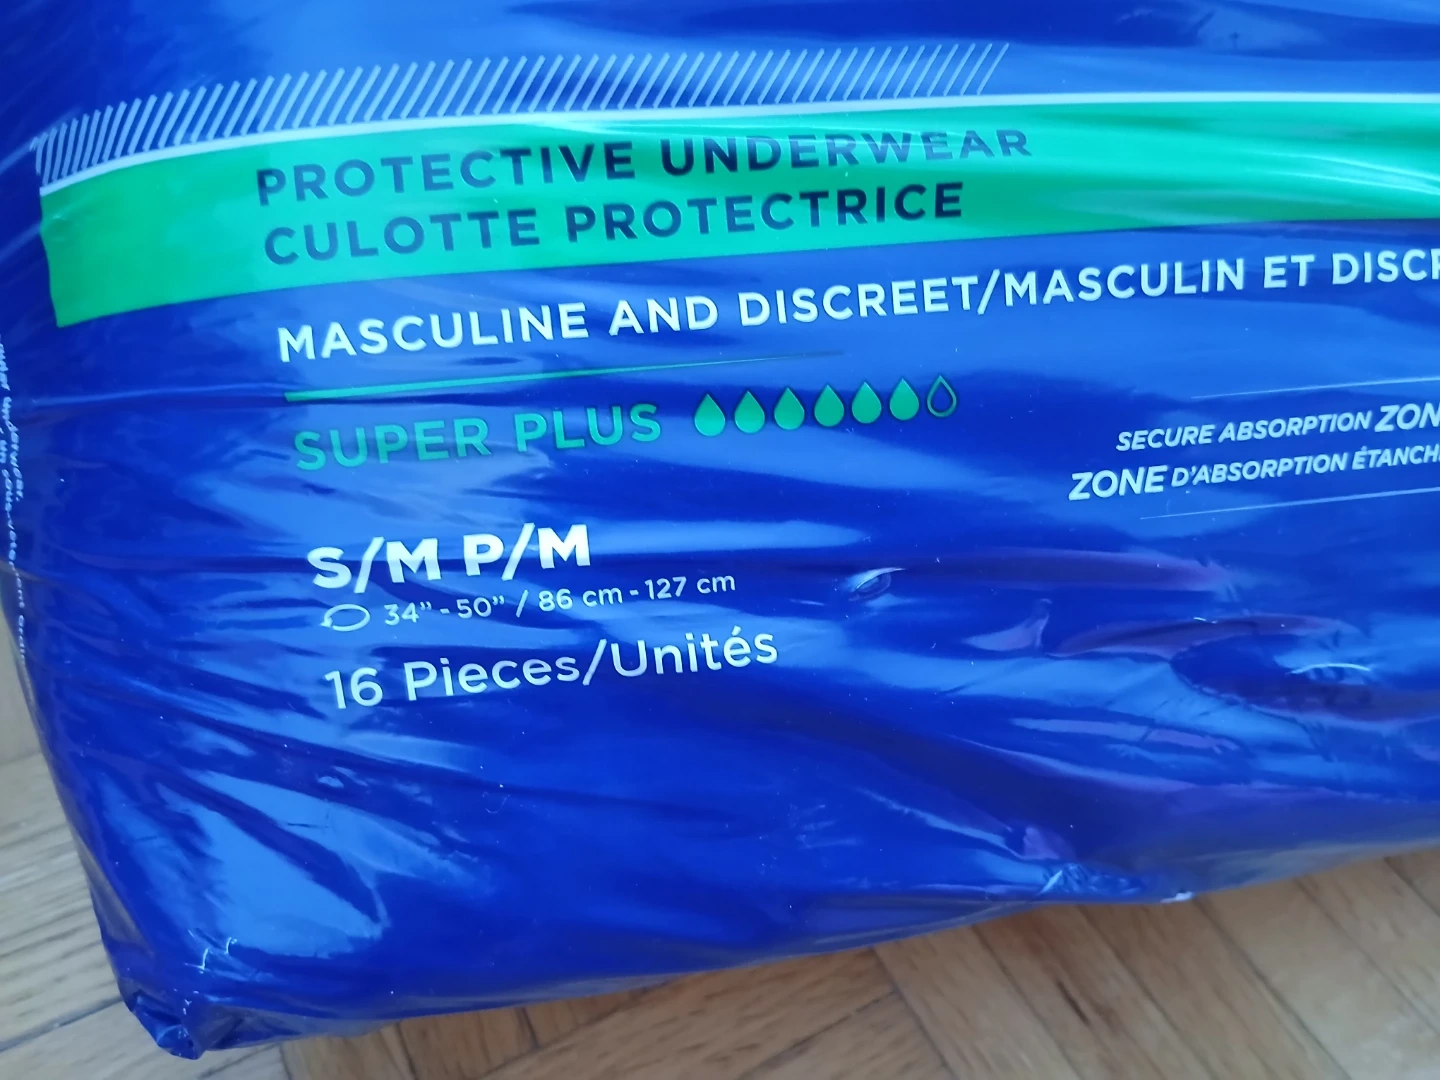 PROTECTIVE UNDERWEAR
CULOTTE PROTECTRICE
MASCULINE AND DISCREET/MASCULIN ET DISCR
SUPER PLUS
SECURE ABSORPTION ZON
ZONE D'ABSORPTION ÉTANCH
S/M P/M
34” - 50” / 86 cm - 127 cm
16 Pieces/Unités